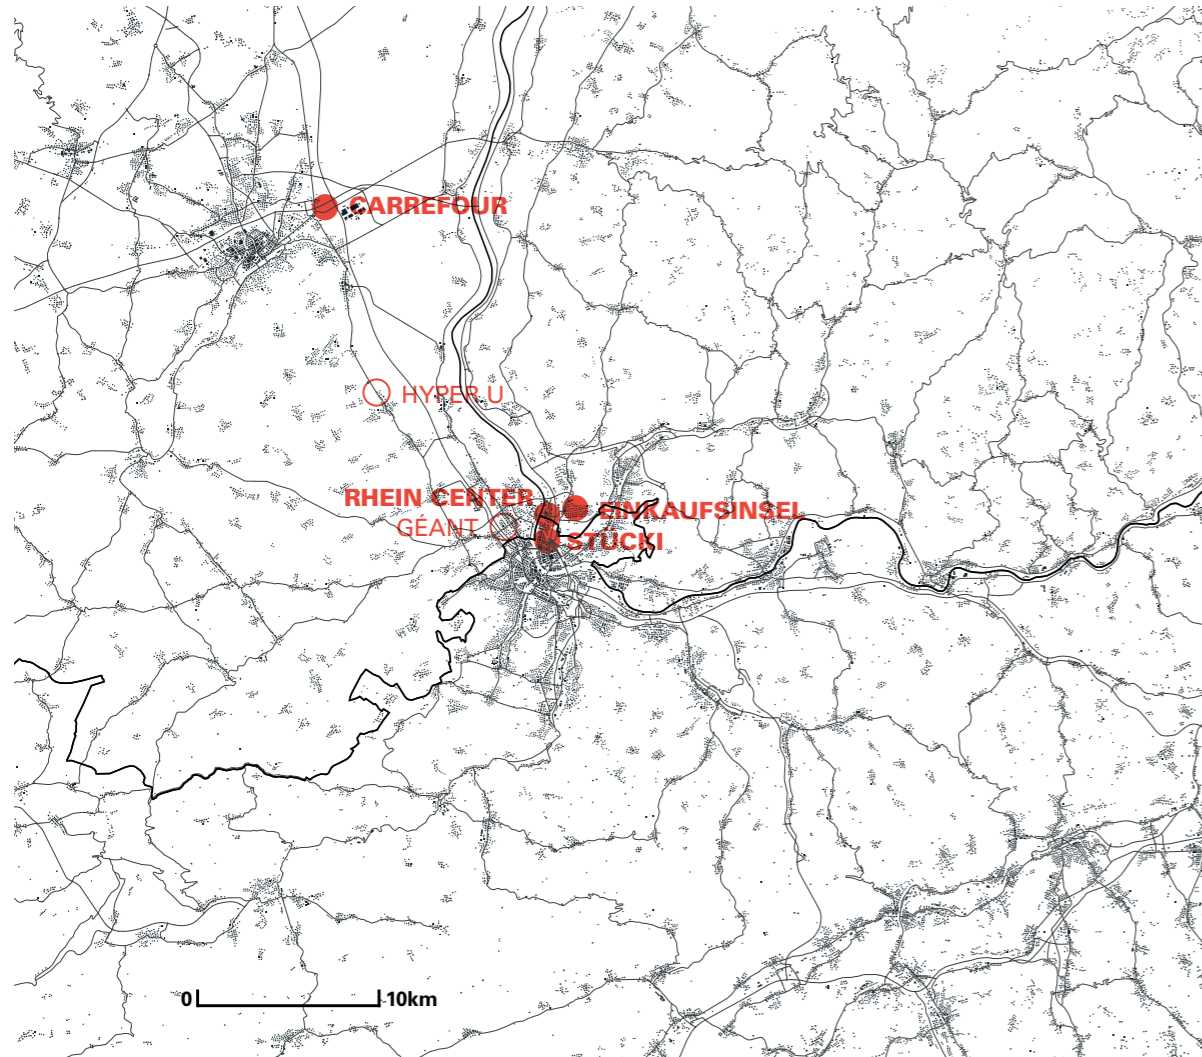 CARREFOUR
HYPER U
RHEIN CENTER
EINKAUFSINSEL
GÉANT
STÜCKI
0 10km